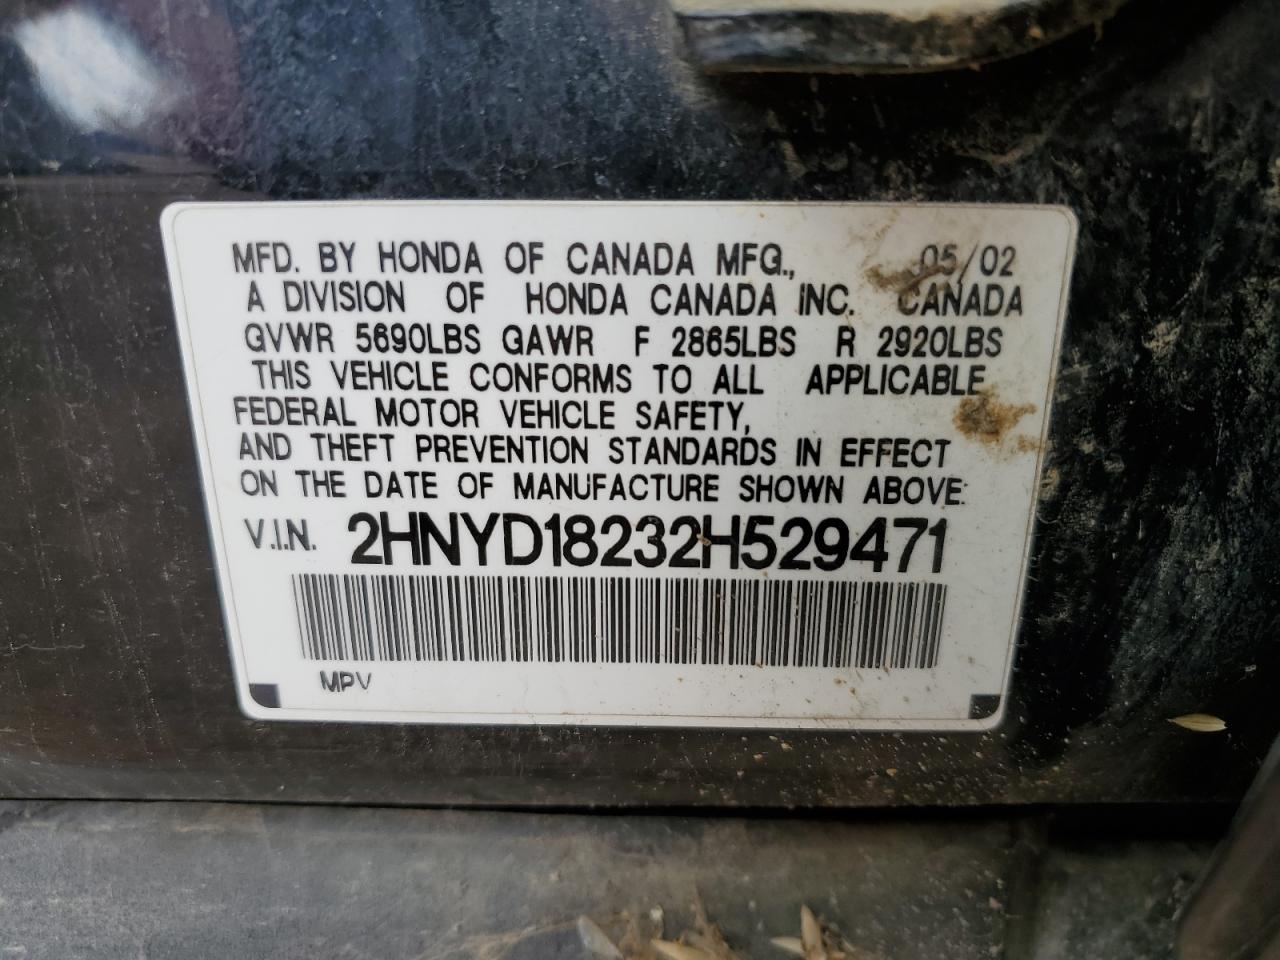 MFD. BY HONDA OF CANADA MFG., 05/02
A DIVISION OF HONDA CANADA INC. CANADA
GVWR 5690LBS GAWR F 2865LBS R 2920LBS
THIS VEHICLE CONFORMS TO ALL APPLICABLE
FEDERAL MOTOR VEHICLE SAFETY,
AND THEFT PREVENTION STANDARDS IN EFFECT
ON THE DATE OF MANUFACTURE SHOWN ABOVE:
V.I.N. 2HNYD18232H529471
MPV